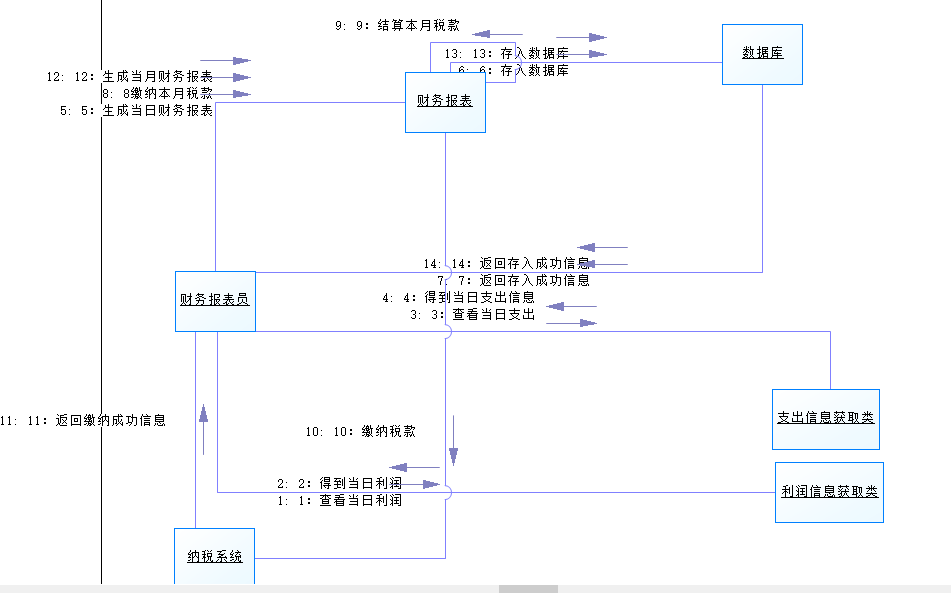 9: 9：结算本月税款
13: 13：存入数据库
6: 6：存入数据库
数据库
12: 12：生成当月财务报表
8: 8缴纳本月税款
5: 5：生成当日财务报表
财务报表
14: 14：返回存入成功信息
7: 7：返回存入成功信息
4: 4：得到当日支出信息
3: 3：查看当日支出
财务报表员
支出信息获取类
11: 11：返回缴纳成功信息
10: 10：缴纳税款
2: 2：得到当日利润
1: 1：查看当日利润
利润信息获取类
纳税系统